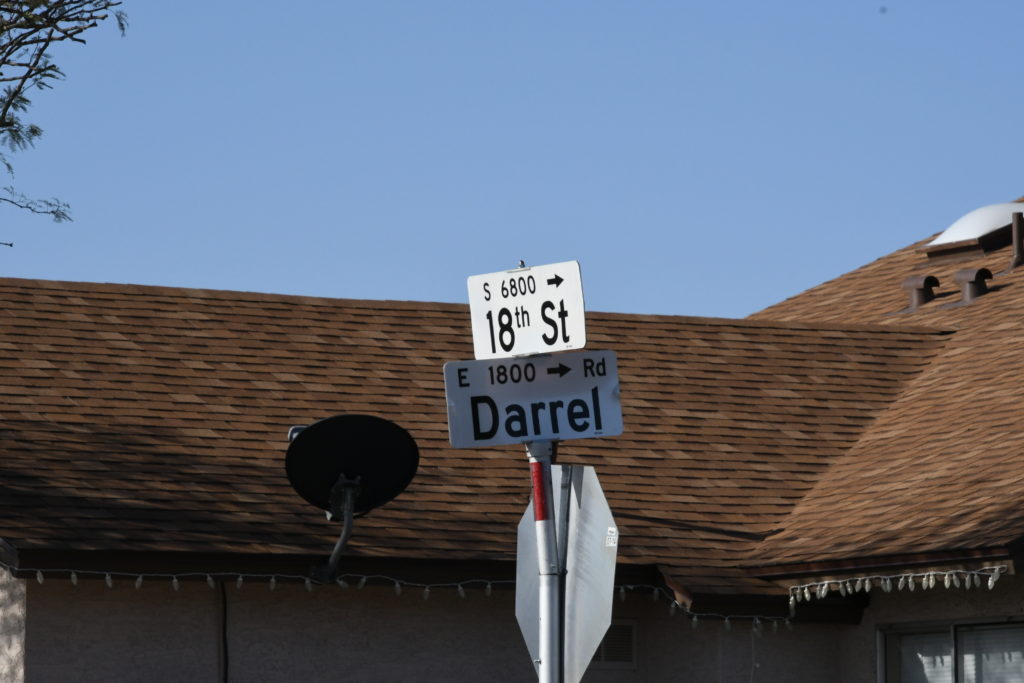 S 6800 →
18th St
E 1800 → Rd
Darrel